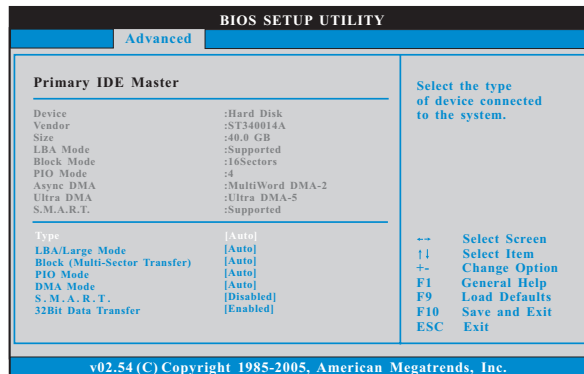 BIOS SETUP UTILITY
Advanced
Primary IDE Master
Device :Hard Disk
Vendor :ST340014A
Size :40.0 GB
LBA Mode :Supported
Block Mode :16Sectors
PIO Mode :4
Async DMA :MultiWord DMA-2
Ultra DMA :Ultra DMA-5
S.M.A.R.T. :Supported
Type [Auto]
LBA/Large Mode [Auto]
Block (Multi-Sector Transfer) [Auto]
PIO Mode [Auto]
DMA Mode [Auto]
S.M.A.R.T. [Disabled]
32Bit Data Transfer [Enabled]
Select the type
of device connected
to the system.
←→ Select Screen
↑↓ Select Item
+- Change Option
F1 General Help
F9 Load Defaults
F10 Save and Exit
ESC Exit
v02.54 (C) Copyright 1985-2005, American Megatrends, Inc.